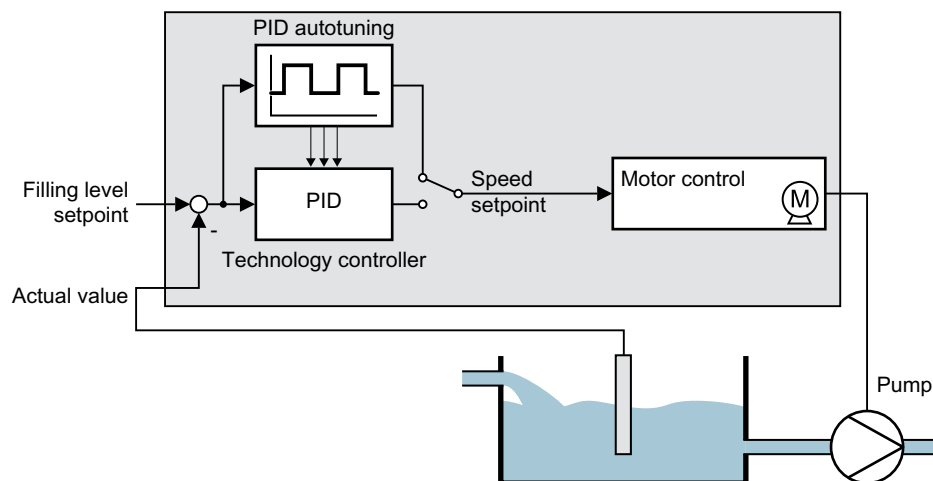 PID autotuning
Filling level
setpoint
PID
Speed
setpoint
Motor control
M
-
Technology controller
Actual value
Pump